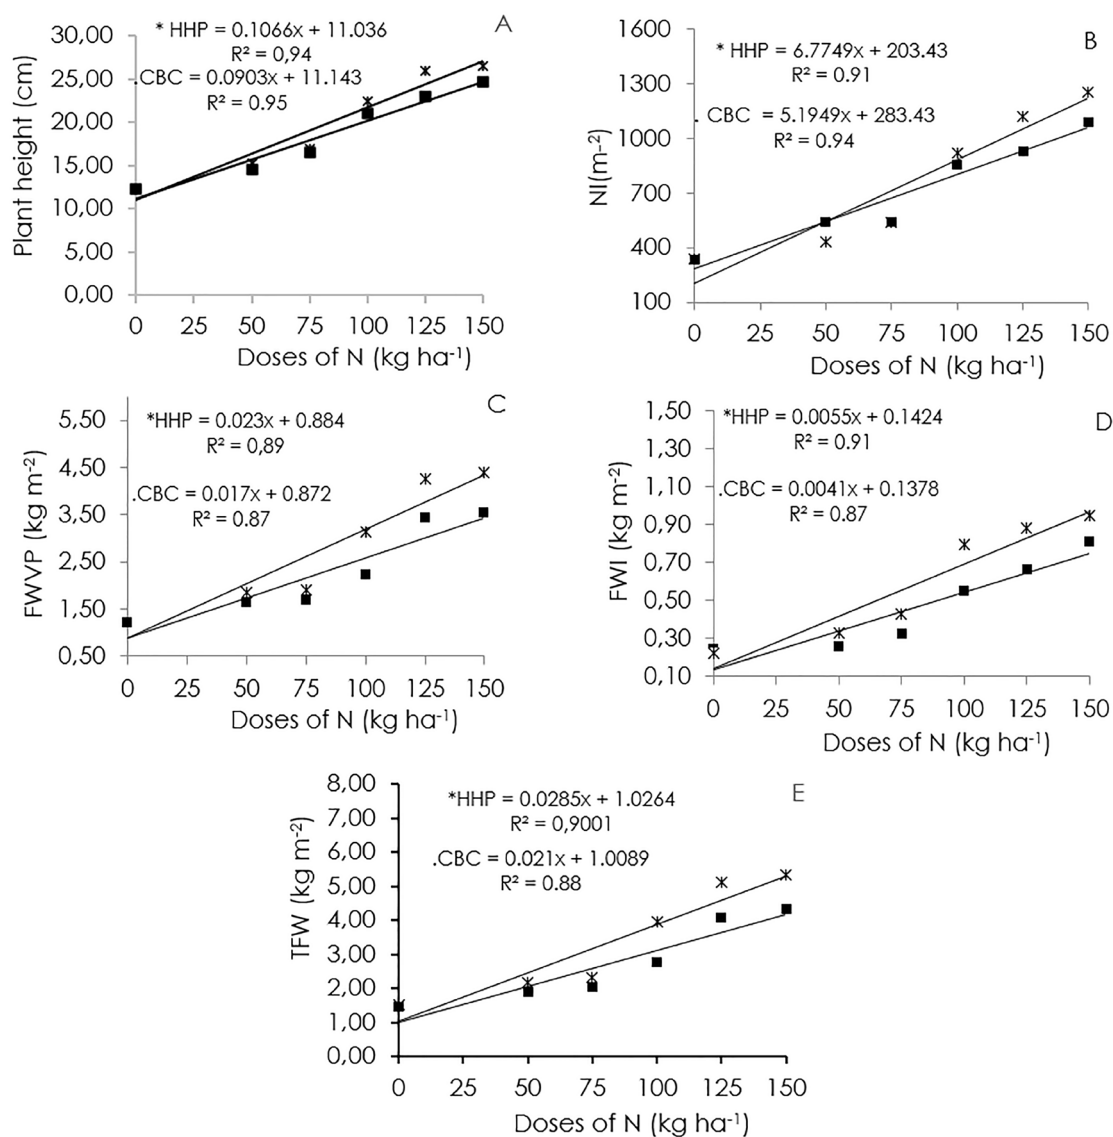 A
* HHP = 0.1066x + 11.036
R² = 0,94
.CBC = 0.0903x + 11.143
R² = 0.95
Plant height (cm)
30,00
25,00
20,00
15,00
10,00
5,00
0,00
0 25 50 75 100 125 150
Doses of N (kg ha⁻¹)
B
* HHP = 6.7749x + 203.43
R² = 0.91
. CBC = 5.1949x + 283.43
R² = 0.94
NI(m⁻²)
1600
1300
1000
700
400
100
0 25 50 75 100 125 150
Doses of N (kg ha⁻¹)
C
*HHP = 0.023x + 0.884
R² = 0,89
.CBC = 0.017x + 0.872
R² = 0.87
FWVP (kg m⁻²)
5,50
4,50
3,50
2,50
1,50
0,50
0 25 50 75 100 125 150
Doses of N (kg ha⁻¹)
D
*HHP = 0.0055x + 0.1424
R² = 0.91
.CBC = 0.0041x + 0.1378
R² = 0.87
FWI (kg m⁻²)
1,50
1,30
1,10
0,90
0,70
0,50
0,30
0,10
0 25 50 75 100 125 150
Doses of N (kg ha⁻¹)
E
*HHP = 0.0285x + 1.0264
R² = 0,9001
.CBC = 0.021x + 1.0089
R² = 0.88
TFW (kg m⁻²)
8,00
7,00
6,00
5,00
4,00
3,00
2,00
1,00
0,00
0 25 50 75 100 125 150
Doses of N (kg ha⁻¹)